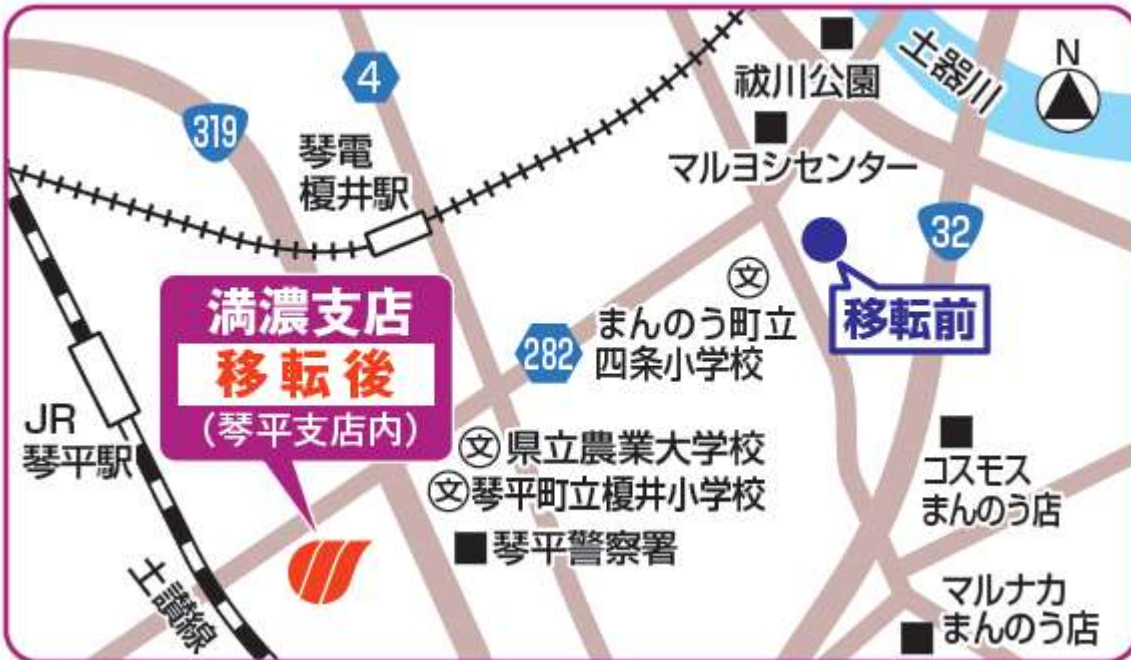 4
319
琴電
榎井駅
祓川公園
土器川
N
マルヨシセンター
32
移転前
満濃支店
移転後
(琴平支店内)
282
まんのう町立
四条小学校
文
JR
琴平駅
文県立農業大学校
文琴平町立榎井小学校
琴平警察署
コスモス
まんのう店
土讃線
マルナカ
まんのう店